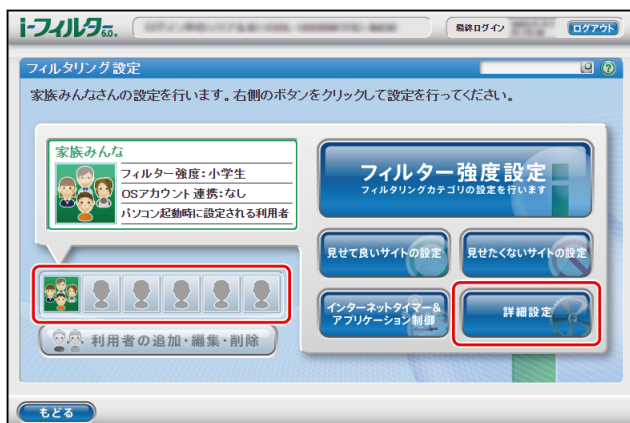 i-フィルター6.0
最終ログイン
ログアウト
フィルタリング設定
家族みんなさんの設定を行います。右側のボタンをクリックして設定を行ってください。
家族みんな
フィルター強度:小学生
OSアカウント連携:なし
パソコン起動時に設定される利用者
利用者の追加・編集・削除
フィルター強度設定
フィルタリングカテゴリの設定を行います
見せて良いサイトの設定
見せたくないサイトの設定
インターネットタイマー&
アプリケーション制御
詳細設定
もどる